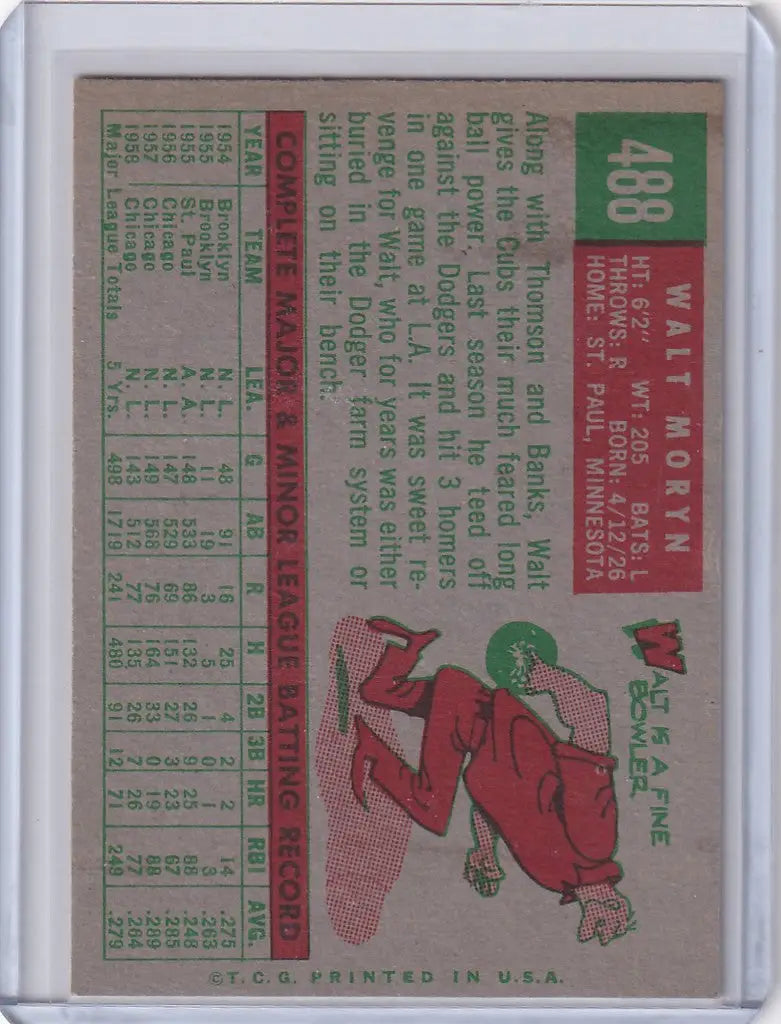 488
WALT MORYN
HT: 6'2" WT: 205 BATS: L
THROWS: R BORN: 4/12/26
HOME: ST. PAUL, MINNESOTA
Along with Thomson and Banks, Walt
gives the Cubs their much feared long
ball power. Last season he teed off
against the Dodgers and hit 3 homers
in one game at L.A. It was sweet re-
venge for Walt, who for years was either
buried in the Dodger farm system or
sitting on their bench.
WALT IS A FINE
BOWLER.
COMPLETE MAJOR & MINOR LEAGUE BATTING RECORD
YEAR TEAM LEA. G AB R H 2B 3B HR RBI AVG.
1954 Brooklyn N. L. 48 91 16 25 4 2 2 14 .275
1955 Brooklyn N. L. 11 19 3 5 1 0 1 3 .263
1955 St. Paul A. A. 148 533 86 132 26 9 25 88 .248
1956 Chicago N. L. 147 529 69 151 27 3 23 67 .285
1957 Chicago N. L. 149 568 76 164 33 0 19 88 .289
1958 Chicago N. L. 143 512 77 135 26 7 26 77 .264
Major League Totals 5 Yrs. 498 1719 241 480 91 12 71 249 .279
©T.C.G. PRINTED IN U.S.A.